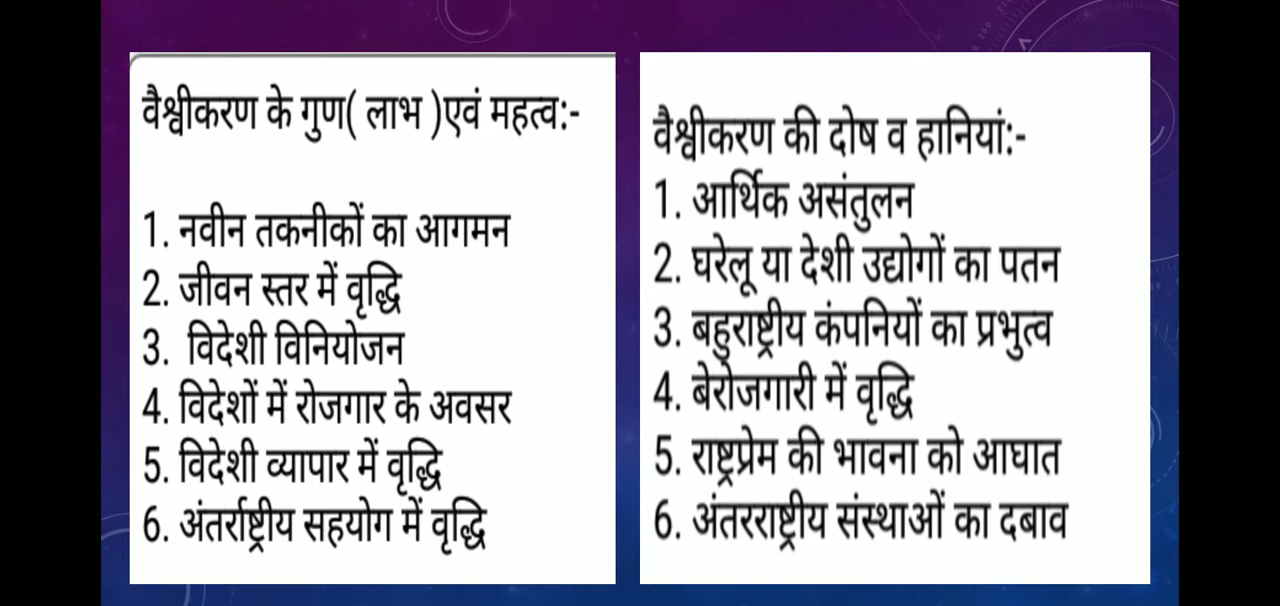 वैश्वीकरण के गुण( लाभ )एवं महत्व:-
1. नवीन तकनीकों का आगमन
2. जीवन स्तर में वृद्धि
3. विदेशी विनियोजन
4. विदेशों में रोजगार के अवसर
5. विदेशी व्यापार में वृद्धि
6. अंतर्राष्ट्रीय सहयोग में वृद्धि
वैश्वीकरण की दोष व हानियां:-
1. आर्थिक असंतुलन
2. घरेलू या देशी उद्योगों का पतन
3. बहुराष्ट्रीय कंपनियों का प्रभुत्व
4. बेरोजगारी में वृद्धि
5. राष्ट्रप्रेम की भावना को आघात
6. अंतरराष्ट्रीय संस्थाओं का दबाव